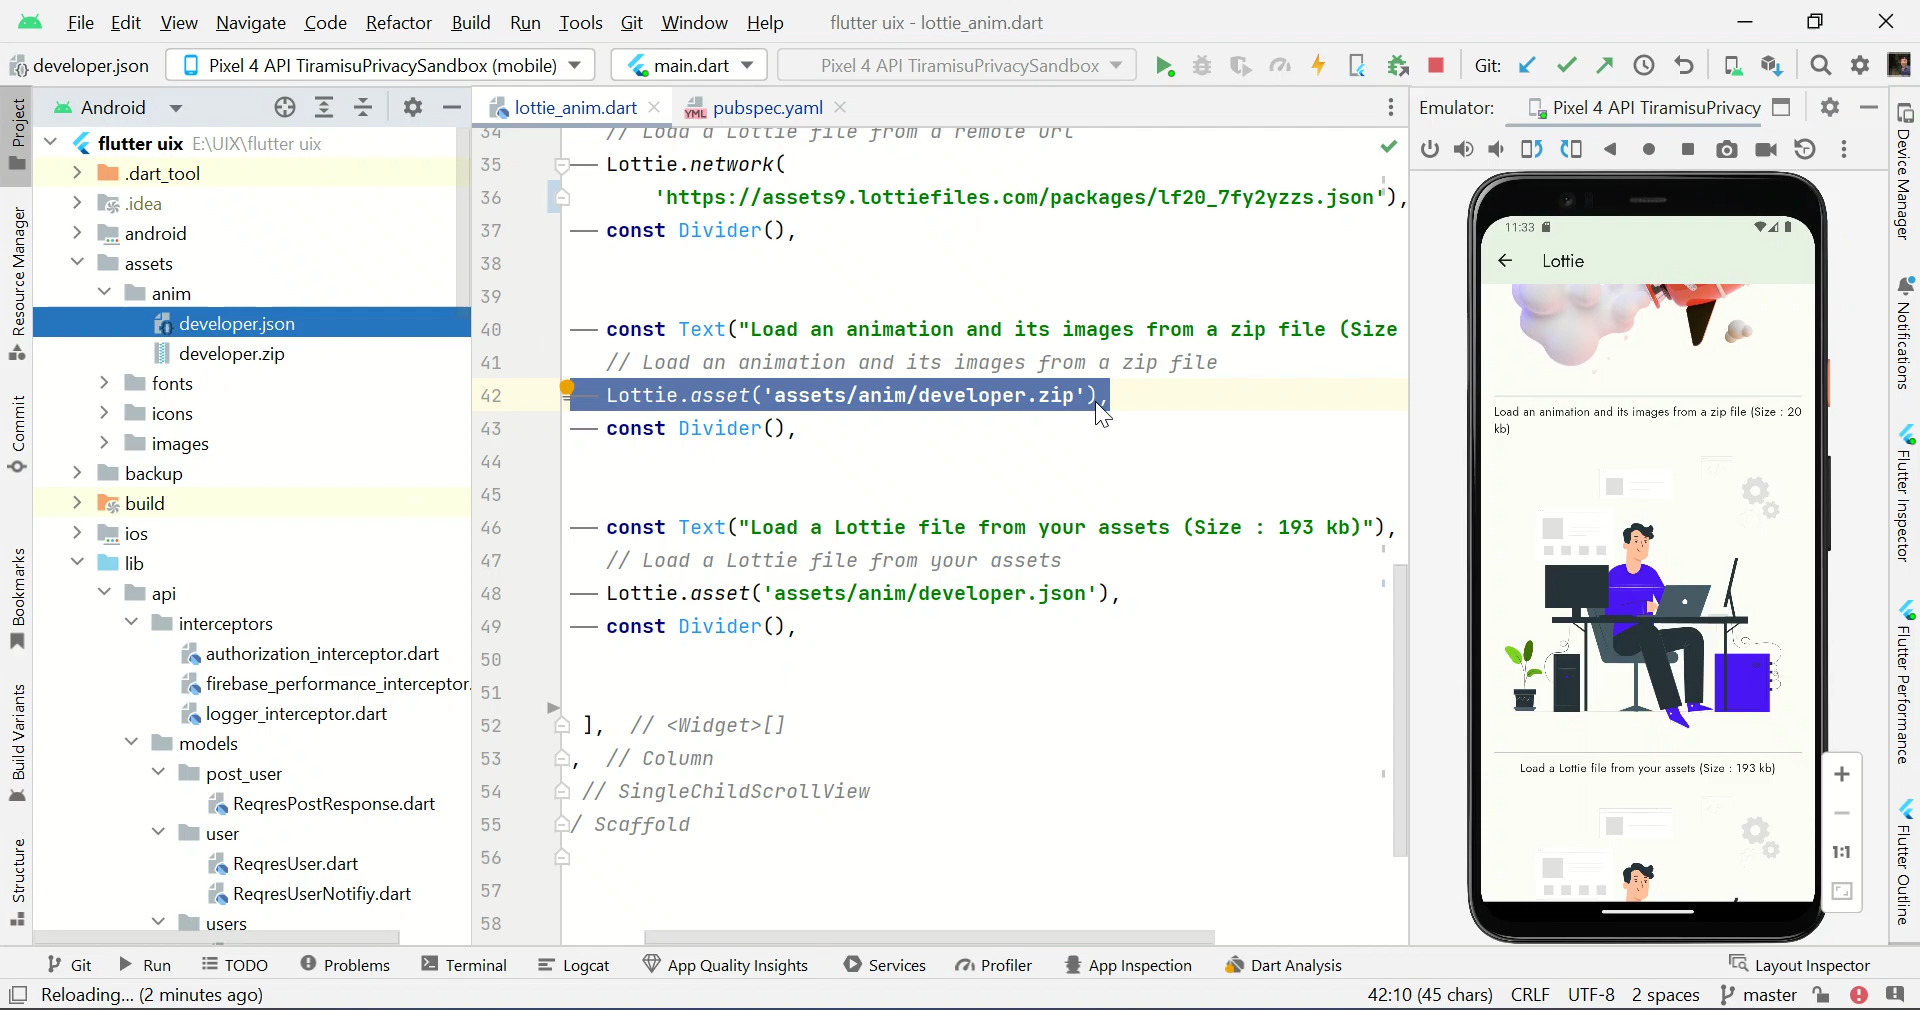 File Edit View Navigate Code Refactor Build Run Tools Git Window Help flutter uix - lottie_anim.dart
developer.json Pixel 4 API TiramisuPrivacySandbox (mobile) main.dart Pixel 4 API TiramisuPrivacySandbox Git:
Project
Resource Manager
Commit
Bookmarks
Build Variants
Structure
Android
flutter uix E:\UIX\flutter uix
.dart_tool
.idea
android
assets
anim
developer.json
developer.zip
fonts
icons
images
backup
build
ios
lib
api
interceptors
authorization_interceptor.dart
firebase_performance_interceptor.
logger_interceptor.dart
models
post_user
ReqresPostResponse.dart
user
ReqresUser.dart
ReqresUserNotifiy.dart
users
lottie_anim.dart YML pubspec.yaml
34 // Load a Lottie file from a remote url
35 Lottie.network(
36 'https://assets9.lottiefiles.com/packages/lf20_7fy2yzzs.json'),
37 const Divider(),
38
39
40 const Text("Load an animation and its images from a zip file (Size
41 // Load an animation and its images from a zip file
42 Lottie.asset('assets/anim/developer.zip'),
43 const Divider(),
44
45
46 const Text("Load a Lottie file from your assets (Size : 193 kb)"),
47 // Load a Lottie file from your assets
48 Lottie.asset('assets/anim/developer.json'),
49 const Divider(),
50
51
52 ], // <Widget>[]
53 , // Column
54 // SingleChildScrollView
55 / Scaffold
56
57
58
Emulator: Pixel 4 API TiramisuPrivacy
11:33
Lottie
Load an animation and its images from a zip file (Size : 20
kb)
Load a Lottie file from your assets (Size : 193 kb)
1:1
Device Manager
Notifications
Flutter Inspector
Flutter Performance
Flutter Outline
Git Run TODO Problems Terminal Logcat App Quality Insights Services Profiler App Inspection Dart Analysis Layout Inspector
Reloading... (2 minutes ago) 42:10 (45 chars) CRLF UTF-8 2 spaces master